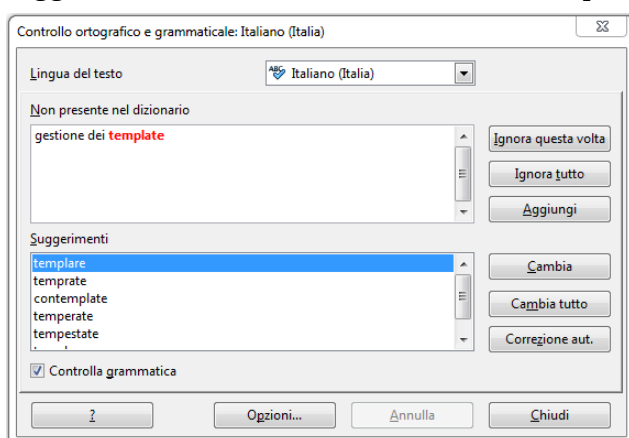 Controllo ortografico e grammaticale: Italiano (Italia)
Lingua del testo
Italiano (Italia)
Non presente nel dizionario
gestione dei template
Ignora questa volta
Ignora tutto
Aggiungi
Suggerimenti
templare
temprate
contemplate
temperate
tempestate
Cambia
Cambia tutto
Correzione aut.
Controlla grammatica
?
Opzioni...
Annulla
Chiudi